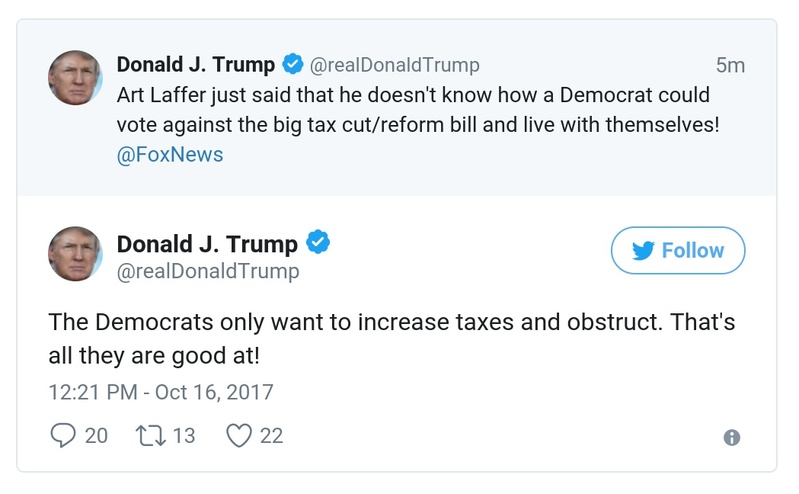 Donald J. Trump @realDonaldTrump 5m
Art Laffer just said that he doesn't know how a Democrat could
vote against the big tax cut/reform bill and live with themselves!
@FoxNews
Donald J. Trump
@realDonaldTrump
Follow
The Democrats only want to increase taxes and obstruct. That's
all they are good at!
12:21 PM - Oct 16, 2017
20 13 22